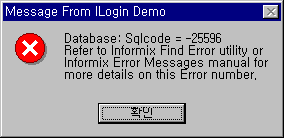 Message From ILogin Demo
Database: Sqlcode = -25596
Refer to Informix Find Error utility or
Informix Error Messages manual for
more details on this Error number.
확인